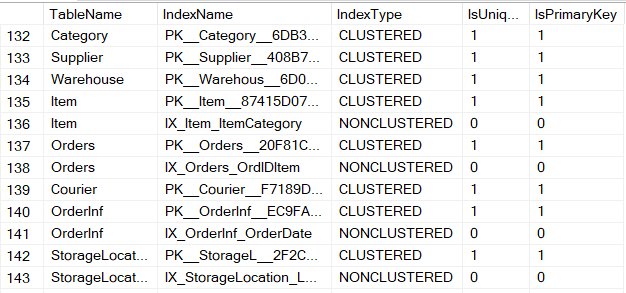 TableName IndexName IndexType IsUniq... IsPrimaryKey
132 Category PK__Category__6DB3... CLUSTERED 1 1
133 Supplier PK__Supplier__408B7... CLUSTERED 1 1
134 Warehouse PK__Warehous__6D0... CLUSTERED 1 1
135 Item PK__Item__87415D07... CLUSTERED 1 1
136 Item IX_Item_ItemCategory NONCLUSTERED 0 0
137 Orders PK__Orders__20F81C... CLUSTERED 1 1
138 Orders IX_Orders_OrdIDItem NONCLUSTERED 0 0
139 Courier PK__Courier__F7189D... CLUSTERED 1 1
140 OrderInf PK__OrderInf__EC9FA... CLUSTERED 1 1
141 OrderInf IX_OrderInf_OrderDate NONCLUSTERED 0 0
142 StorageLocat... PK__StorageL__2F2C... CLUSTERED 1 1
143 StorageLocat... IX_StorageLocation_L... NONCLUSTERED 0 0